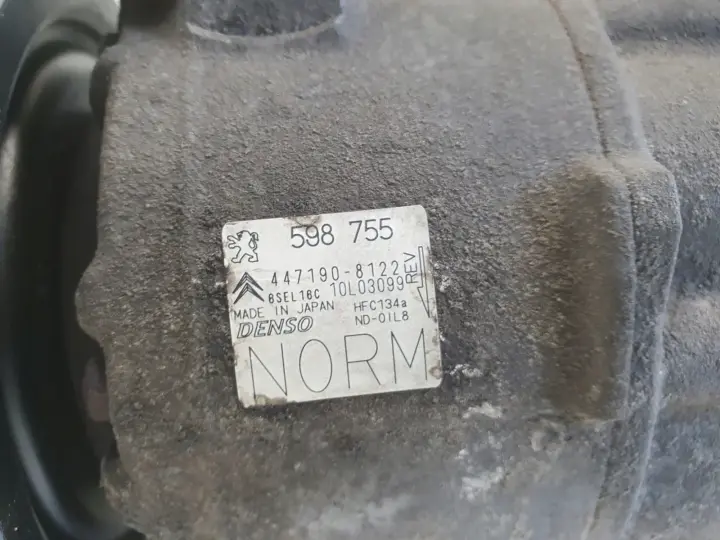 598 755
447190-8122
REV
6SEL16C 10L03099
MADE IN JAPAN HFC134a
DENSO ND-OIL8
NORM